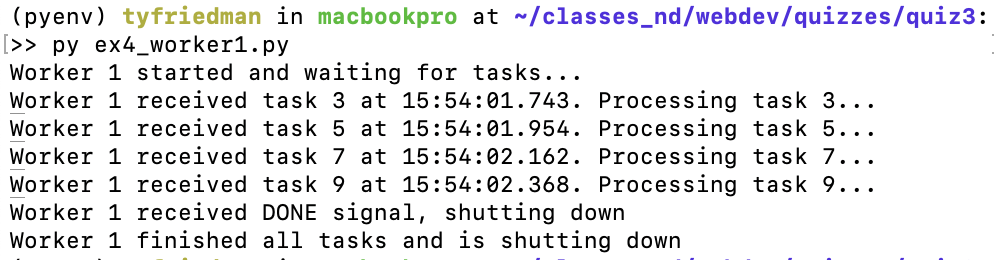 (pyenv) tyfriedman in macbookpro at ~/classes_nd/webdev/quizzes/quiz3:
[>> py ex4_worker1.py
Worker 1 started and waiting for tasks...
Worker 1 received task 3 at 15:54:01.743. Processing task 3...
Worker 1 received task 5 at 15:54:01.954. Processing task 5...
Worker 1 received task 7 at 15:54:02.162. Processing task 7...
Worker 1 received task 9 at 15:54:02.368. Processing task 9...
Worker 1 received DONE signal, shutting down
Worker 1 finished all tasks and is shutting down